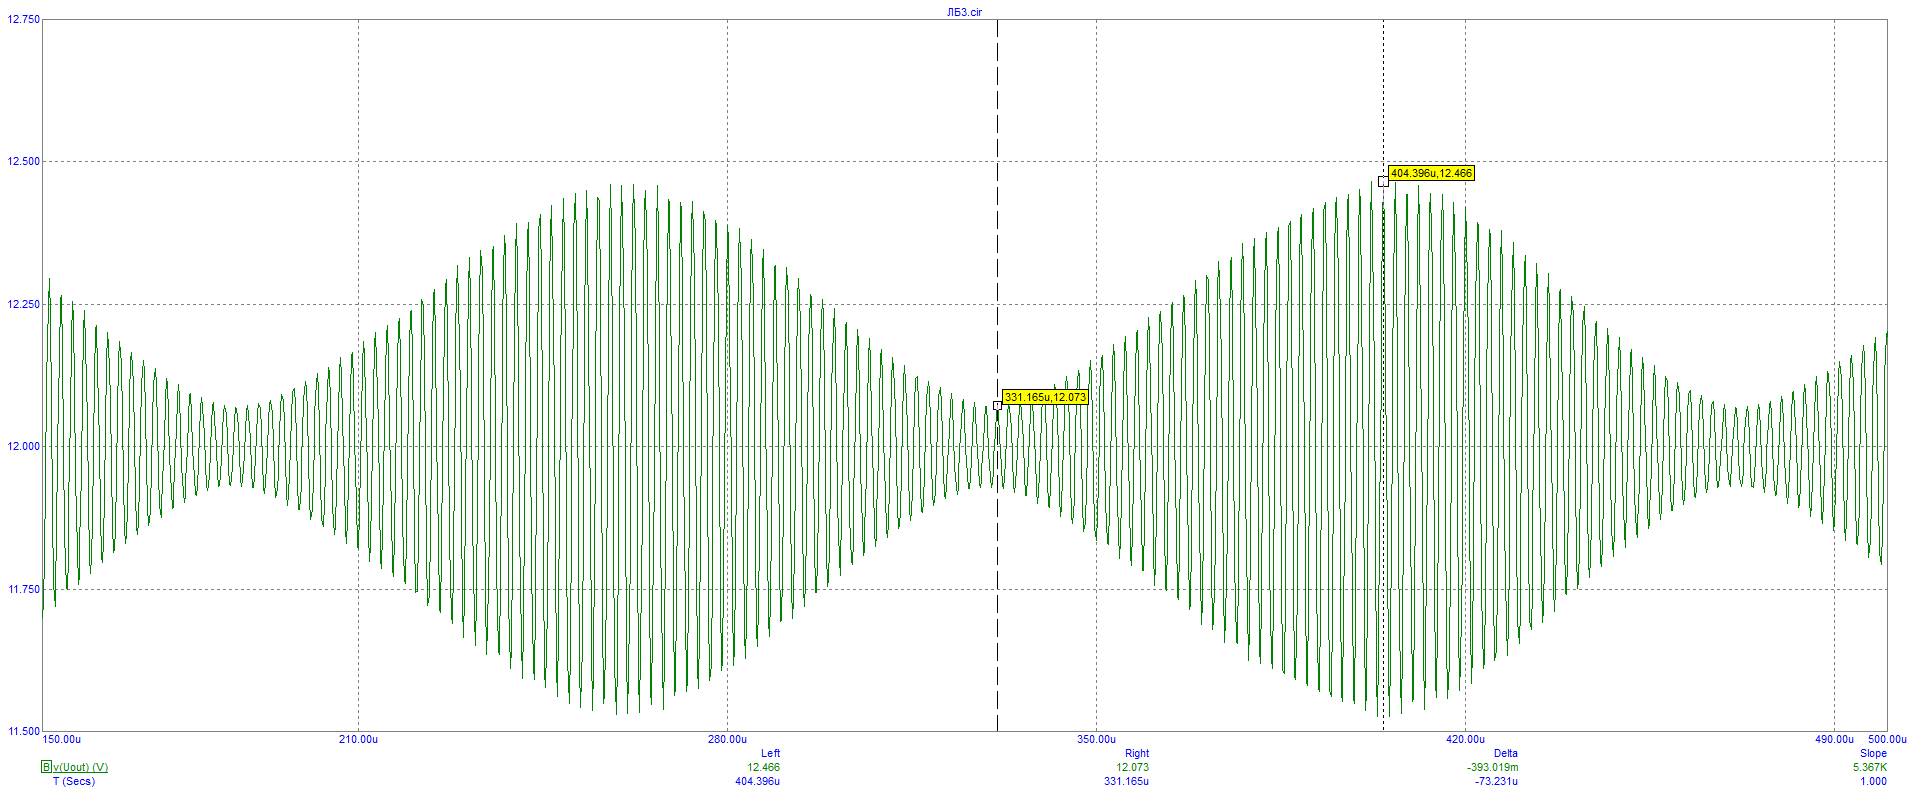 ЛБ3.cir
12.750
12.500
12.250
12.000
11.750
11.500
404.396u,12.466
331.165u,12.073
150.00u 210.00u 280.00u 350.00u 420.00u 490.00u 500.00u
Left Right Delta Slope
B v(Uout) (V) 12.466 12.073 -393.019m 5.367K
T (Secs) 404.396u 331.165u -73.231u 1.000